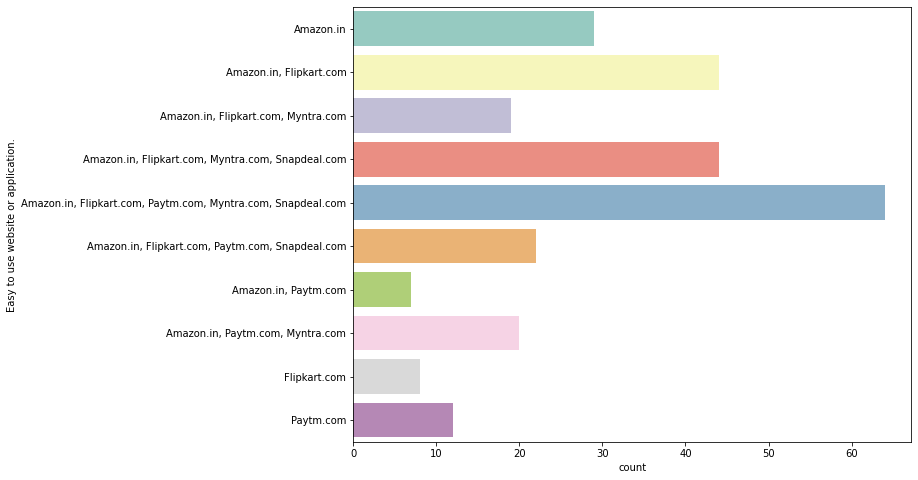 Easy to use website or application.
Amazon.in
Amazon.in, Flipkart.com
Amazon.in, Flipkart.com, Myntra.com
Amazon.in, Flipkart.com, Myntra.com, Snapdeal.com
Amazon.in, Flipkart.com, Paytm.com, Myntra.com, Snapdeal.com
Amazon.in, Flipkart.com, Paytm.com, Snapdeal.com
Amazon.in, Paytm.com
Amazon.in, Paytm.com, Myntra.com
Flipkart.com
Paytm.com
0 10 20 30 40 50 60
count